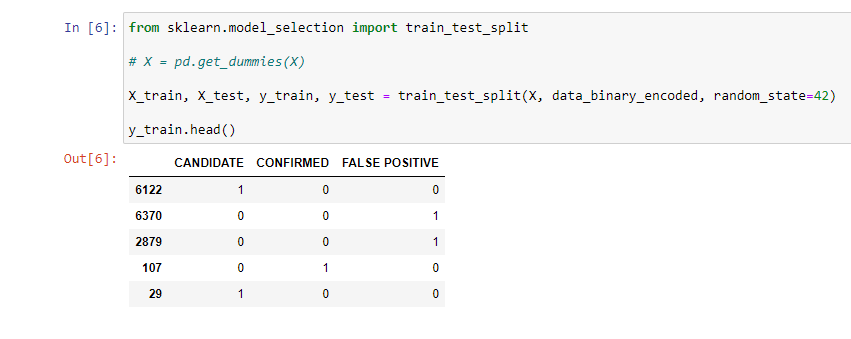 In [6]: from sklearn.model_selection import train_test_split
# X = pd.get_dummies(X)
X_train, X_test, y_train, y_test = train_test_split(X, data_binary_encoded, random_state=42)
y_train.head()
Out[6]:
CANDIDATE CONFIRMED FALSE POSITIVE
6122 1 0 0
6370 0 0 1
2879 0 0 1
107 0 1 0
29 1 0 0